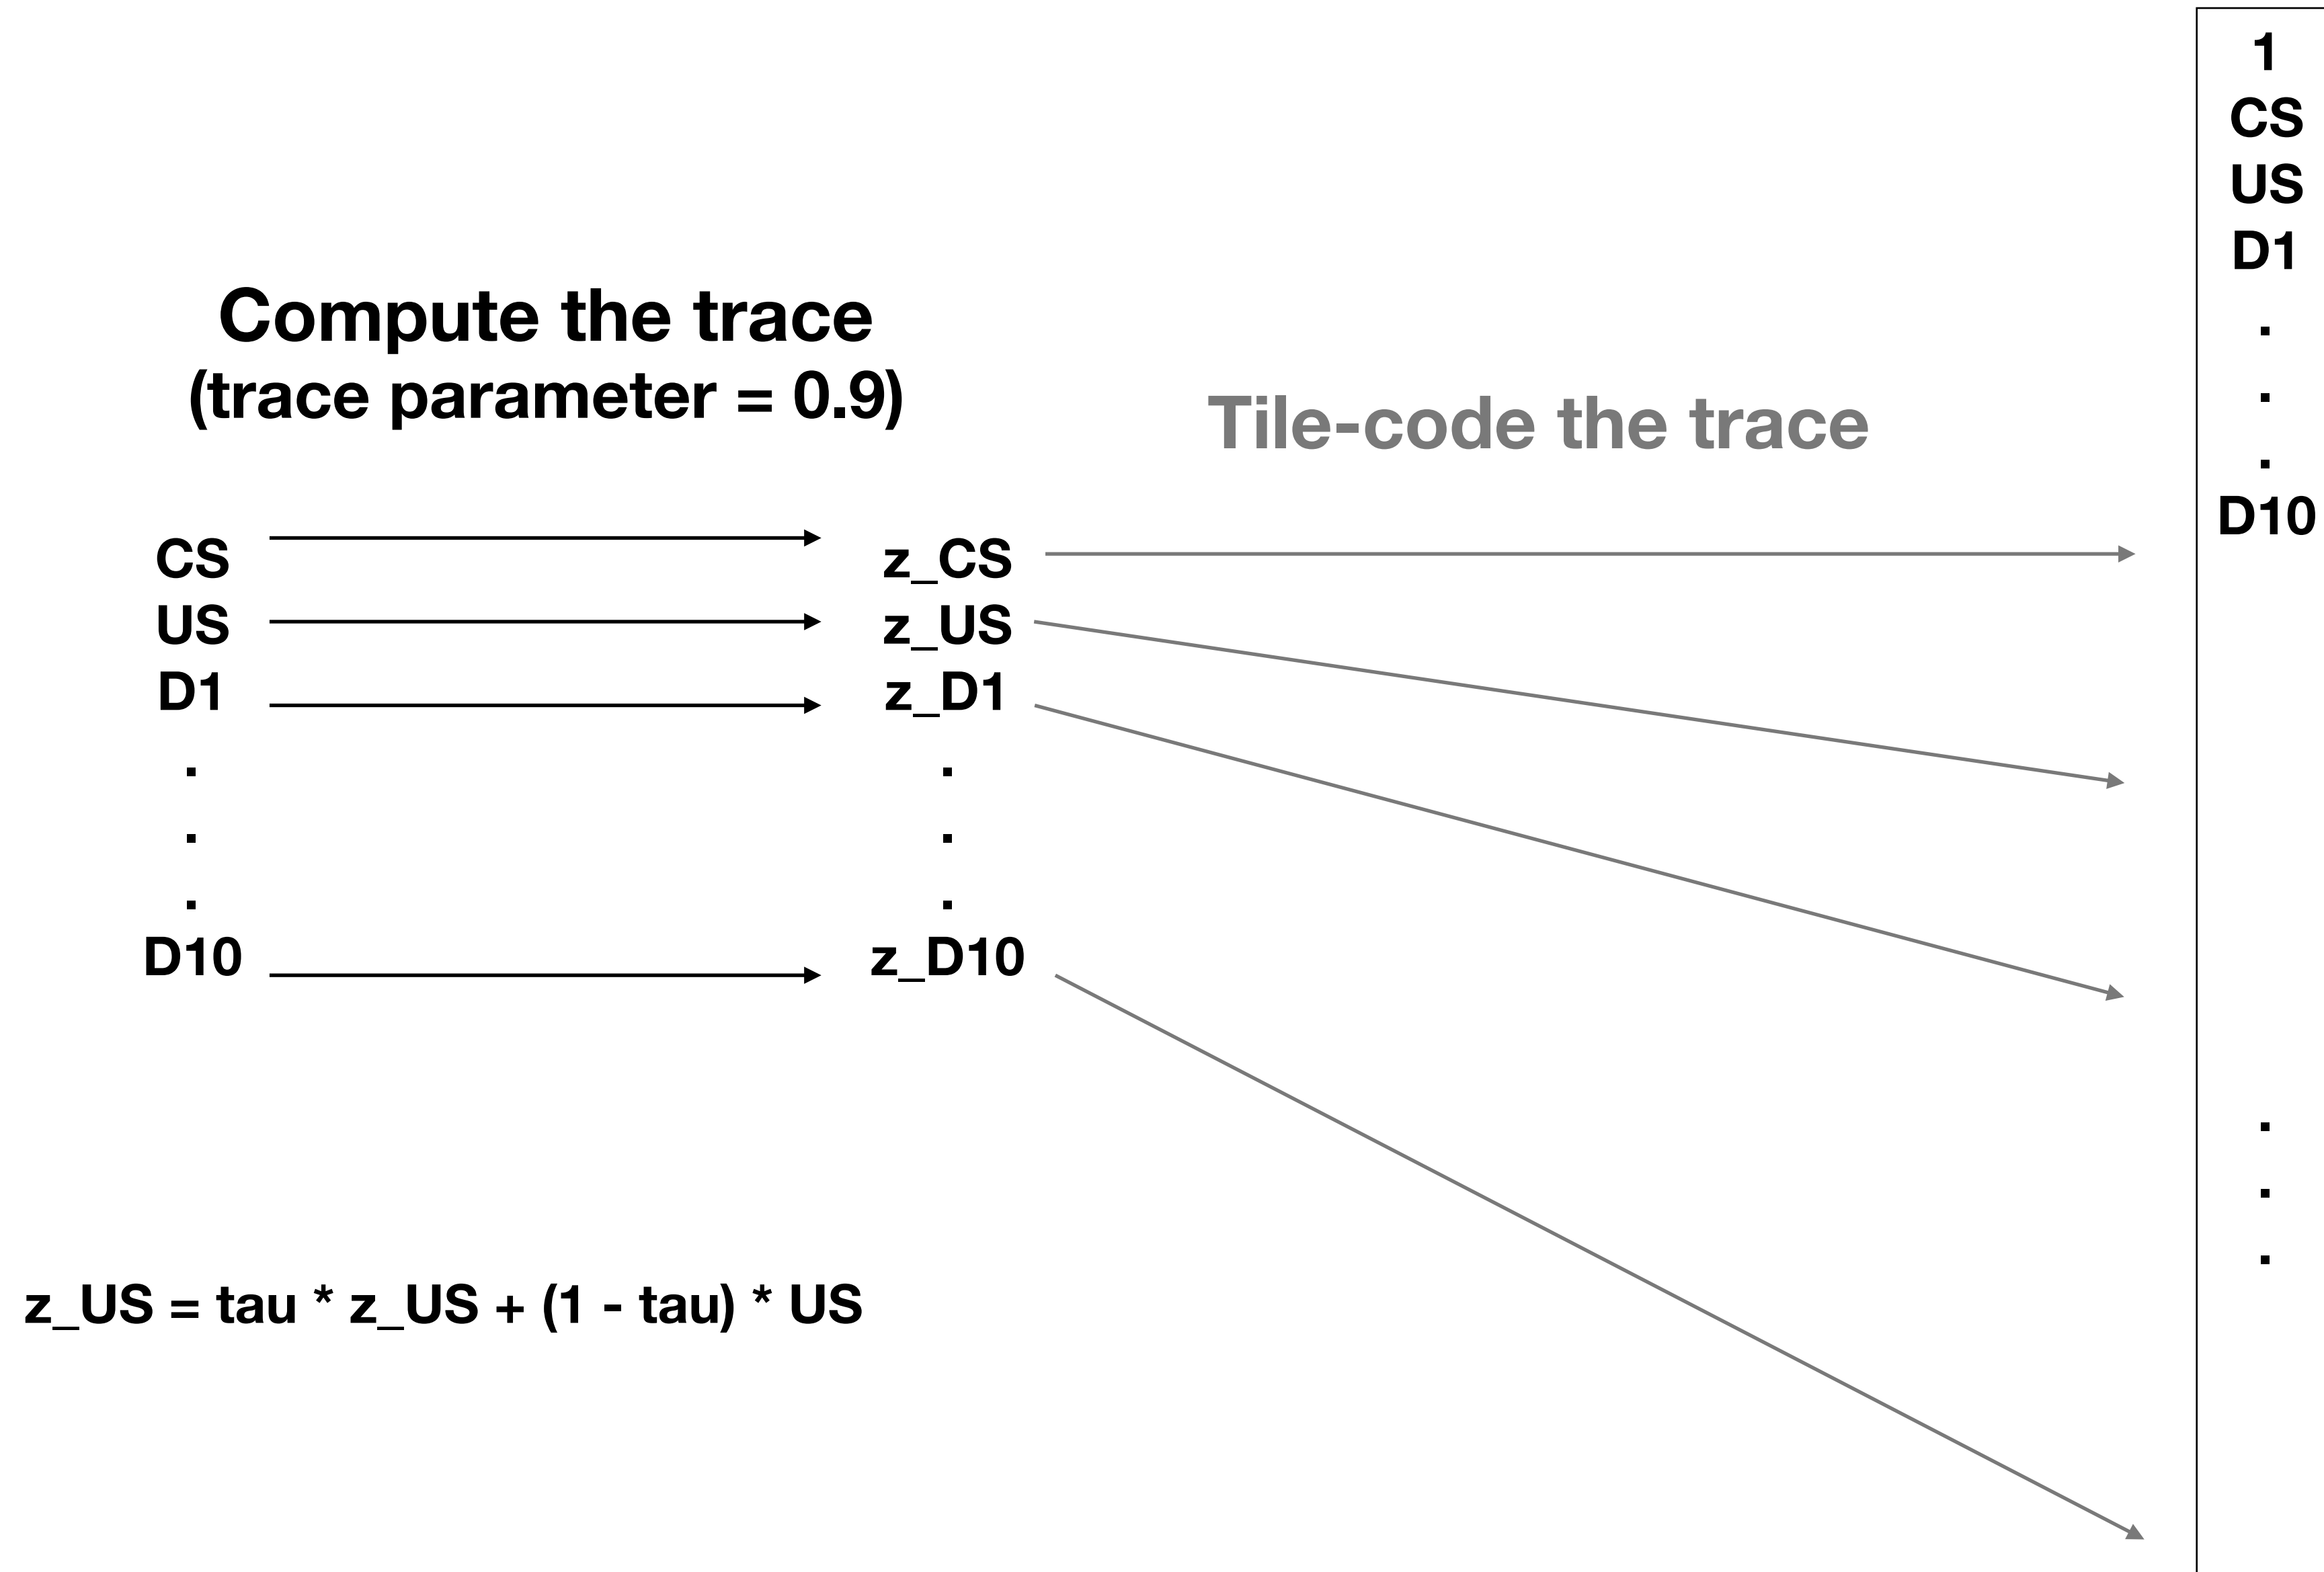 Compute the trace
(trace parameter = 0.9)
Tile-code the trace
CS
US
D1
.
.
.
D10
z_CS
z_US
z_D1
.
.
.
z_D10
z_US = tau * z_US + (1 - tau) * US
1
CS
US
D1
.
.
.
D10
.
.
.